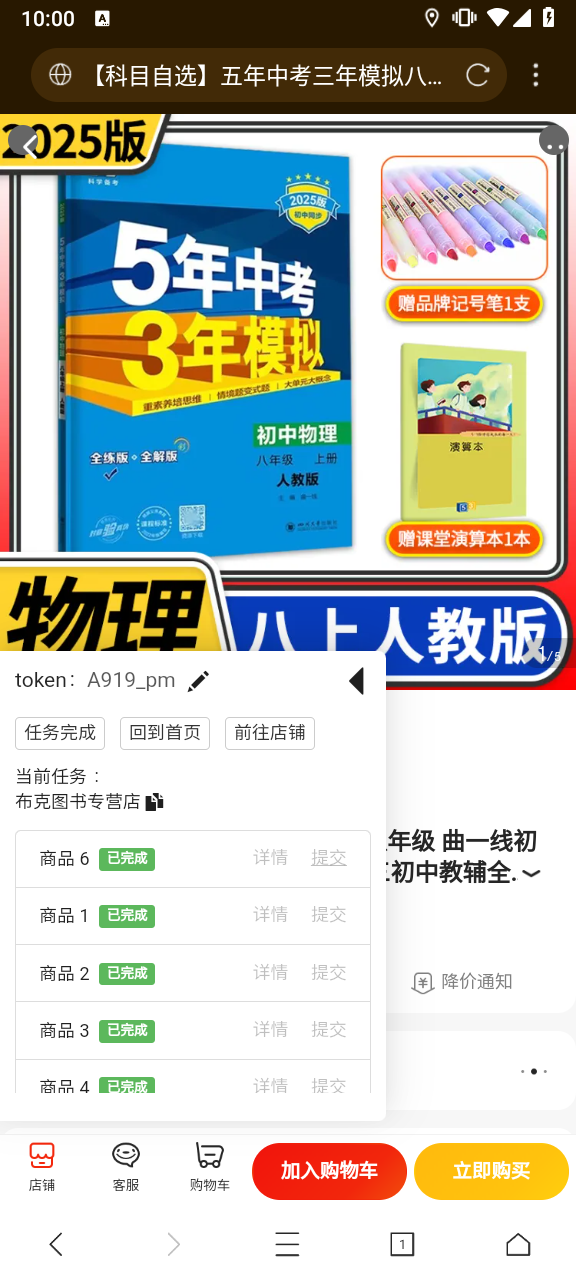 10:00
【科目自选】五年中考三年模拟八...
2025版
科学备考
2025版
初中同步
5年中考
3年模拟
重素养培思维 | 情境题变式题 | 大单元大概念
全练版 全解版
初中物理
八年级 上册
人教版
赠品牌记号笔1支
演算本
赠课堂演算本1本
物理
八上人教版
1/5
token: A919_pm
任务完成 回到首页 前往店铺
当前任务：
布克图书专营店
商品 6 已完成 详情 提交
商品 1 已完成 详情 提交
商品 2 已完成 详情 提交
商品 3 已完成 详情 提交
商品 4 已完成 详情 提交
年级 曲一线初
初中教辅全.
降价通知
店铺 客服 购物车 加入购物车 立即购买
1